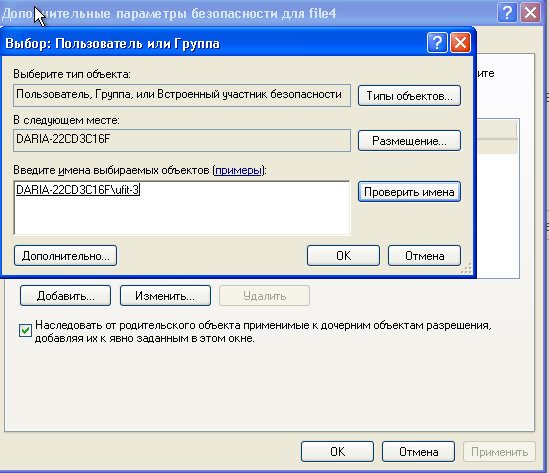 Дополнительные параметры безопасности для file4
Выбор: Пользователь или Группа
Выберите тип объекта:
Пользователь, Группа, или Встроенный участник безопасности
Типы объектов...
В следующем месте:
DARIA-22CD3C16F
Размещение...
Введите имена выбираемых объектов (примеры):
DARIA-22CD3C16F\ufit-3
Проверить имена
Дополнительно...
OK
Отмена
ите
Добавить...
Изменить...
Удалить
Наследовать от родительского объекта применимые к дочерним объектам разрешения,
добавляя их к явно заданным в этом окне.
OK
Отмена
Применить